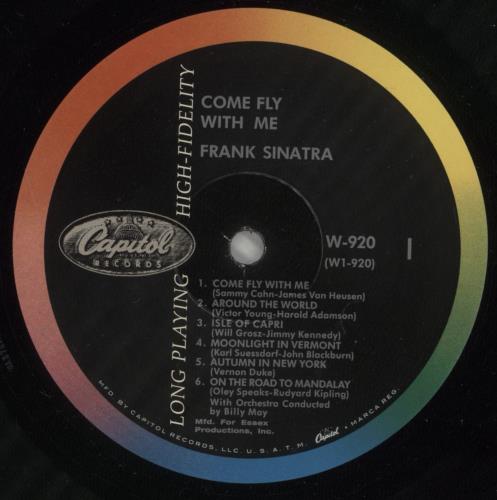 COME FLY
WITH ME
FRANK SINATRA
LONG PLAYING HIGH-FIDELITY
Capitol
RECORDS
W-920
(W1-920)
1
1. COME FLY WITH ME
(Sammy Cahn-James Van Heusen)
2. AROUND THE WORLD
(Victor Young-Harold Adamson)
3. ISLE OF CAPRI
(Will Grosz-Jimmy Kennedy)
4. MOONLIGHT IN VERMONT
(Karl Suessdorf-John Blackburn)
5. AUTUMN IN NEW YORK
(Vernon Duke)
6. ON THE ROAD TO MANDALAY
(Oley Speaks-Rudyard Kipling)
With Orchestra Conducted
by Billy May
Mfd. For Essex
Productions, Inc.
MFD. BY CAPITOL RECORDS, INC. U.S.A. T.M. Capitol MARCA REG.